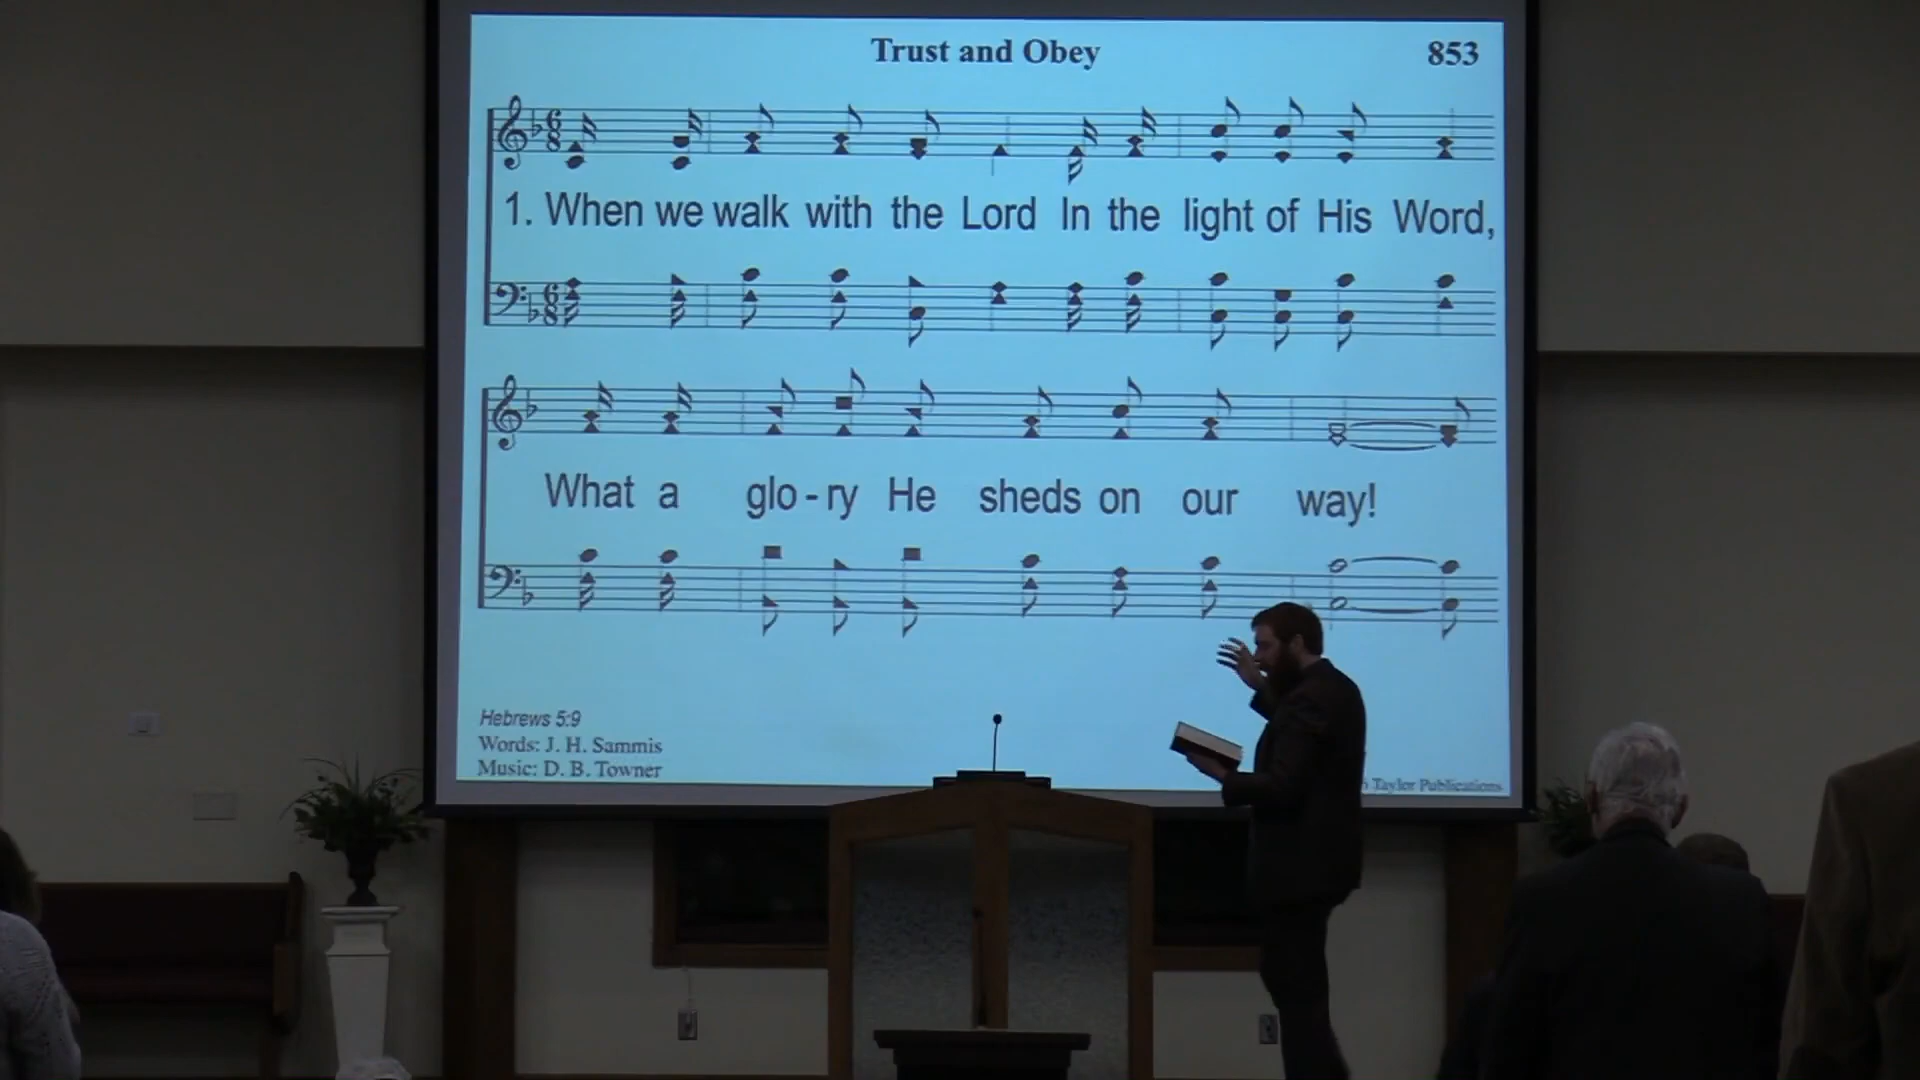 Trust and Obey 853
1. When we walk with the Lord In the light of His Word,
What a glo - ry He sheds on our way!
Hebrews 5:9
Words: J. H. Sammis
Music: D. B. Towner
Taylor Publications